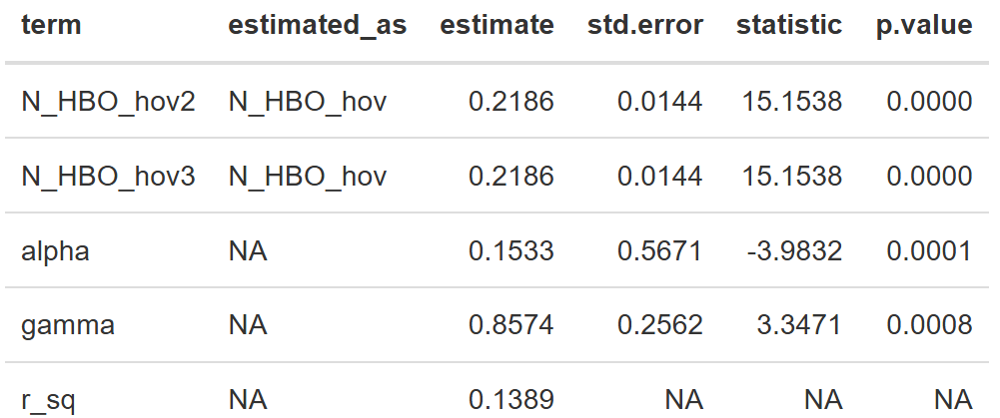 term estimated_as estimate std.error statistic p.value
N_HBO_hov2 N_HBO_hov 0.2186 0.0144 15.1538 0.0000
N_HBO_hov3 N_HBO_hov 0.2186 0.0144 15.1538 0.0000
alpha NA 0.1533 0.5671 -3.9832 0.0001
gamma NA 0.8574 0.2562 3.3471 0.0008
r_sq NA 0.1389 NA NA NA